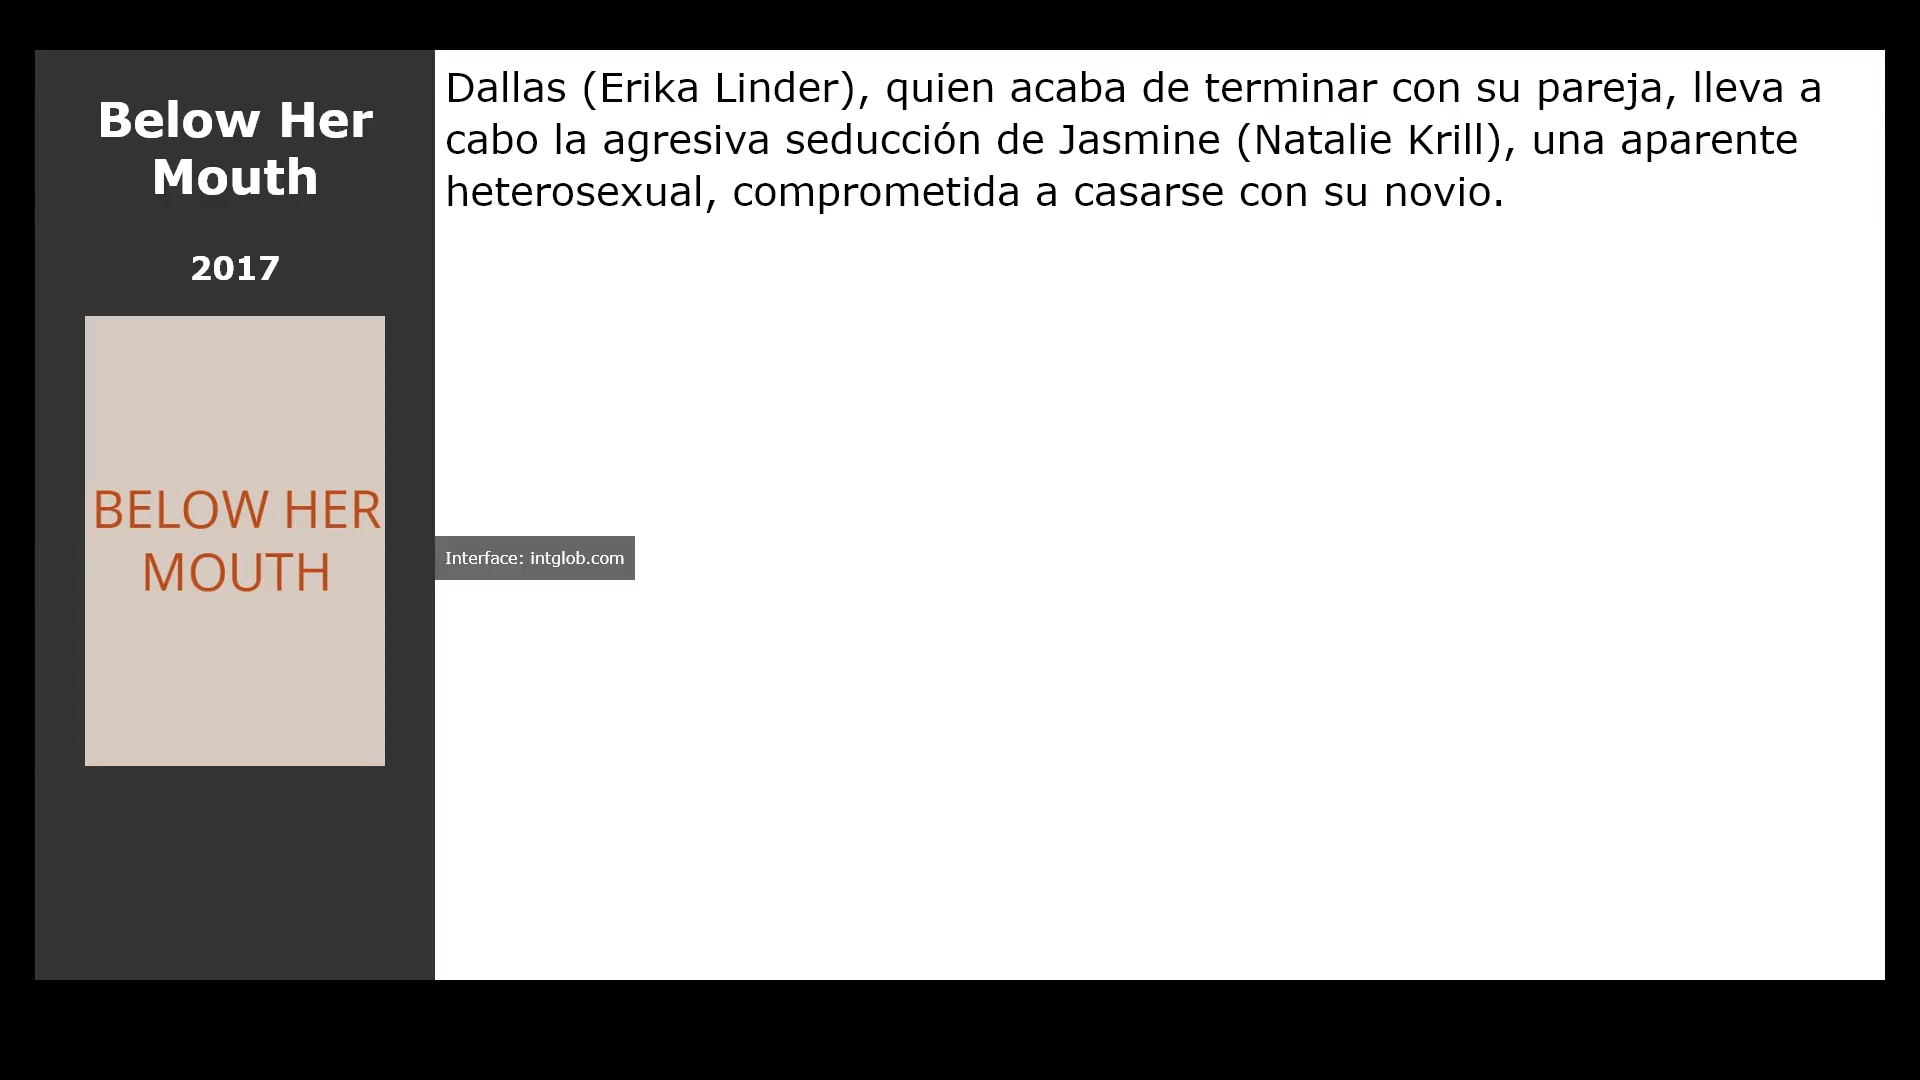 Below Her
Mouth
2017
BELOW HER
MOUTH
Dallas (Erika Linder), quien acaba de terminar con su pareja, lleva a
cabo la agresiva seducción de Jasmine (Natalie Krill), una aparente
heterosexual, comprometida a casarse con su novio.
Interface: intglob.com